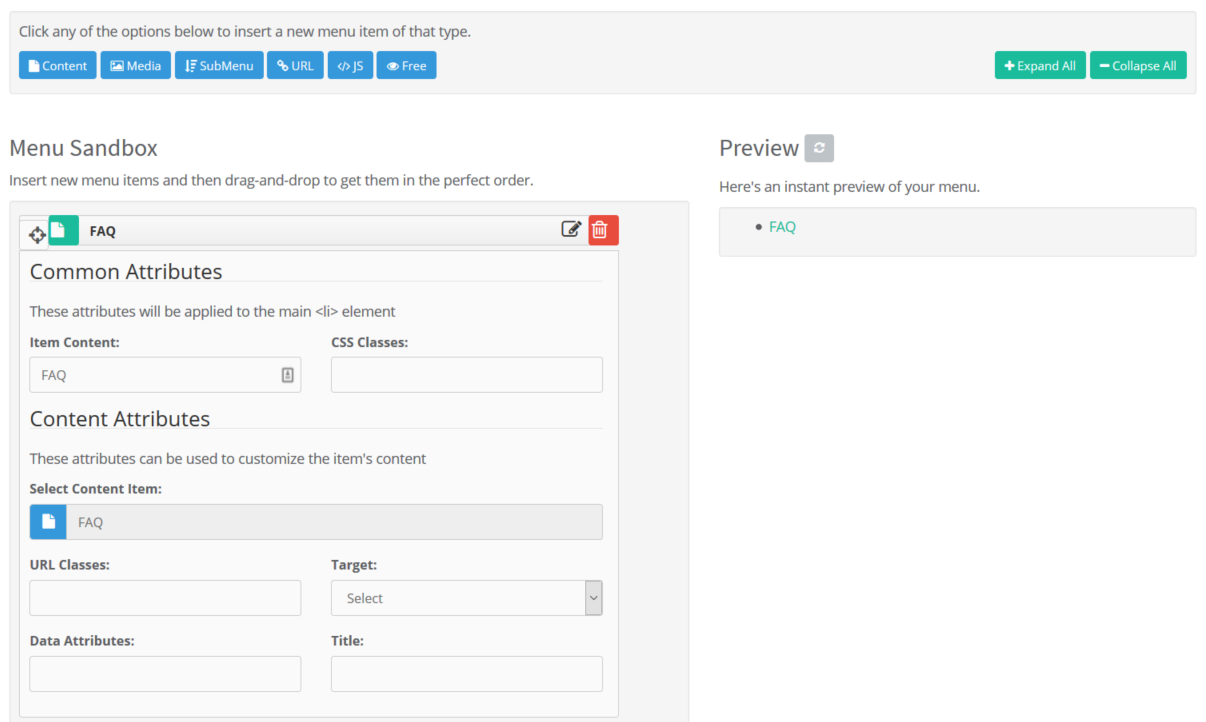 Click any of the options below to insert a new menu item of that type.
Content Media SubMenu URL </> JS Free + Expand All − Collapse All
Menu Sandbox
Insert new menu items and then drag-and-drop to get them in the perfect order.
FAQ
Common Attributes
These attributes will be applied to the main <li> element
Item Content: CSS Classes:
FAQ
Content Attributes
These attributes can be used to customize the item's content
Select Content Item:
FAQ
URL Classes: Target:
Select
Data Attributes: Title:
Preview
Here's an instant preview of your menu.
• FAQ